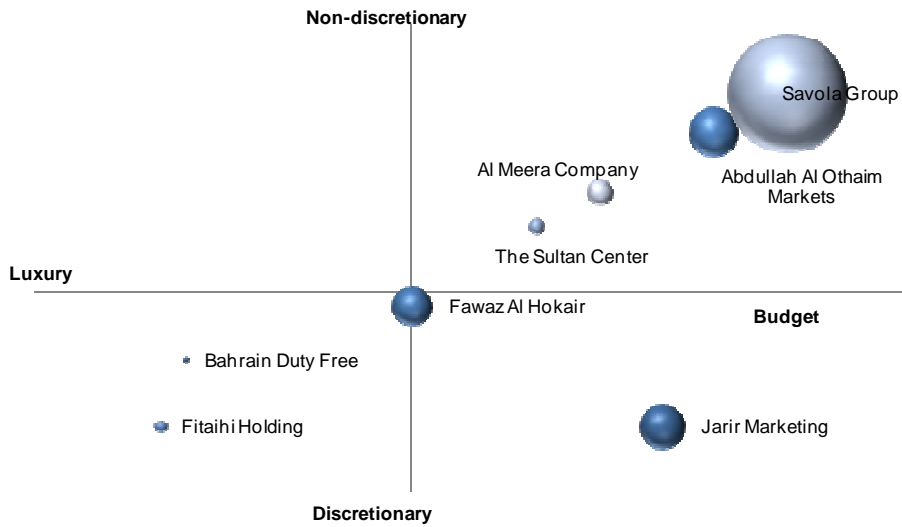 Non-discretionary
Savola Group
Al Meera Company
Abdullah Al Othaim
Markets
The Sultan Center
Luxury
Fawaz Al Hokair
Budget
Bahrain Duty Free
Fitaihi Holding
Jarir Marketing
Discretionary